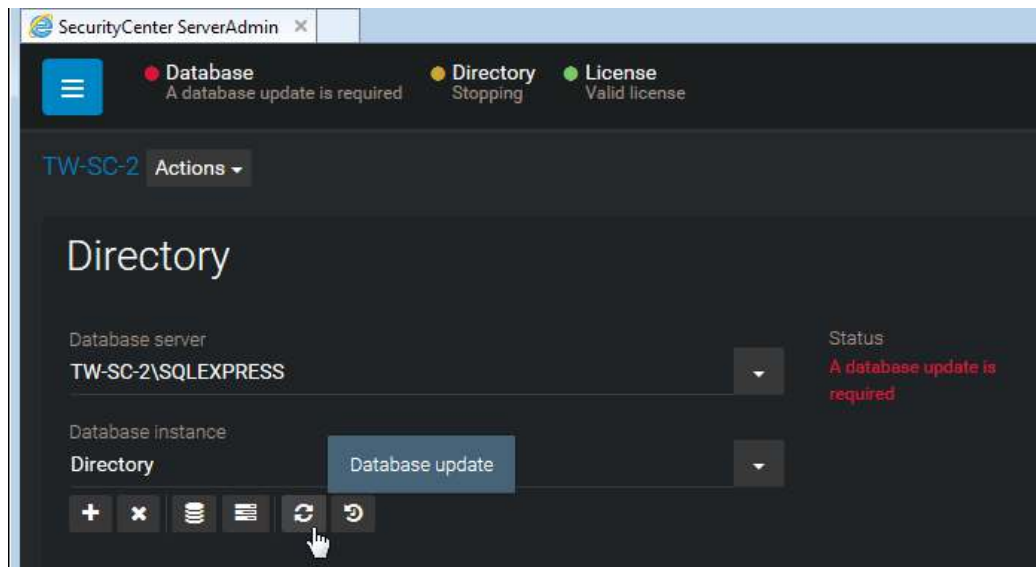 SecurityCenter ServerAdmin
Database
A database update is required
Directory
Stopping
License
Valid license
TW-SC-2 Actions
Directory
Database server
TW-SC-2\SQLEXPRESS
Status
A database update is
required
Database instance
Directory
Database update